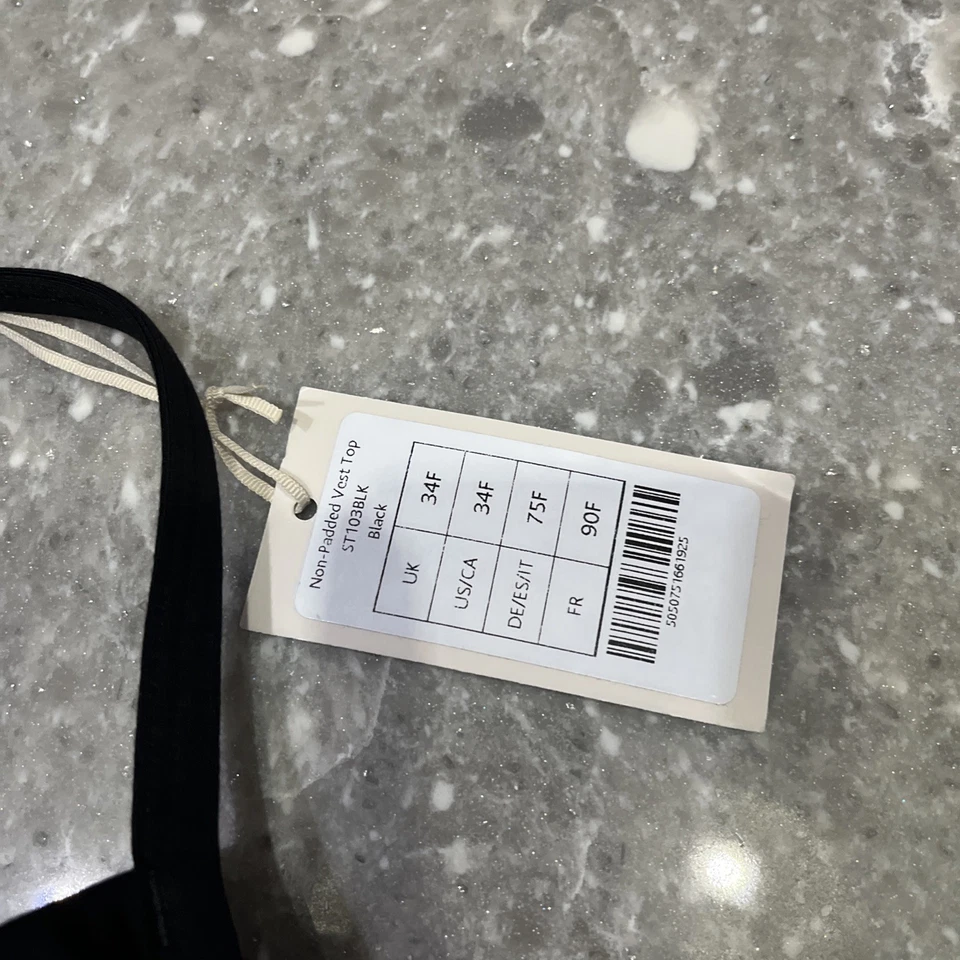 Non-Padded Vest Top
ST103BLK
Black
UK 34F
US/CA 34F
DE/ES/IT 75F
FR 90F
5050751661925